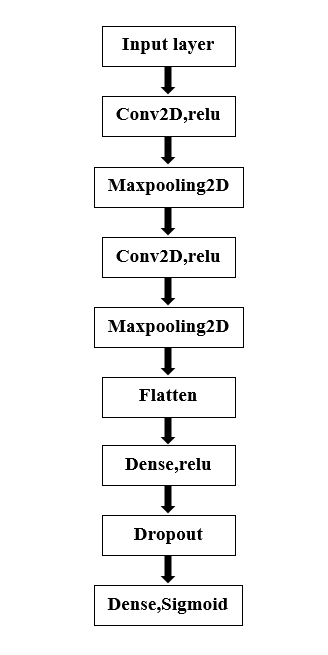 Input layer
Conv2D,relu
Maxpooling2D
Conv2D,relu
Maxpooling2D
Flatten
Dense,relu
Dropout
Dense,Sigmoid